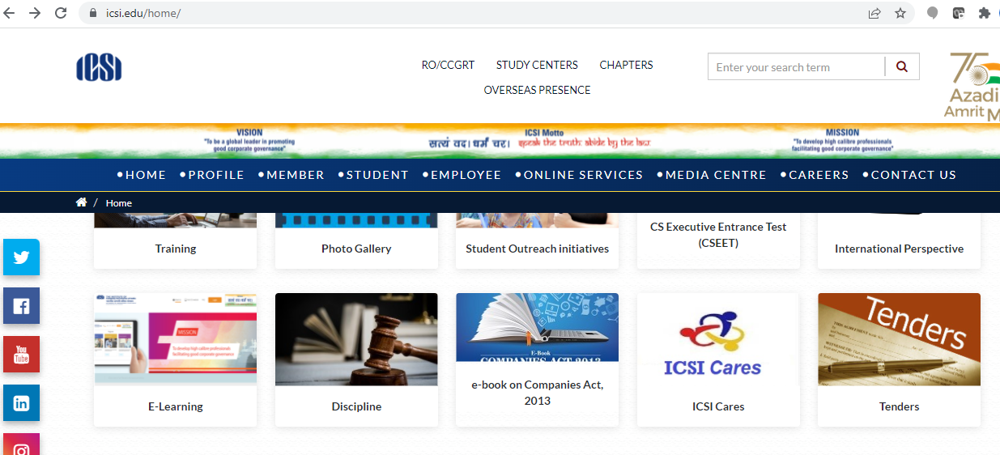 icsi.edu/home/
ICSI
RO/CCGRT STUDY CENTERS CHAPTERS
OVERSEAS PRESENCE
Enter your search term
75
Azadi
Amrit M
VISION
"To be a global leader in promoting
good corporate governance"
ICSI Motto
सत्यं वद। धर्मं चर। speak the truth. abide by the law.
MISSION
"To develop high calibre professionals
facilitating good corporate governance"
•HOME •PROFILE •MEMBER •STUDENT •EMPLOYEE •ONLINE SERVICES •MEDIA CENTRE •CAREERS •CONTACT US
/ Home
Training
Photo Gallery
Student Outreach initiatives
CS Executive Entrance Test
(CSEET)
International Perspective
MISSION
To develop high calibre professionals
facilitating good corporate governance
E-Learning
Discipline
E-Book
COMPANIES ACT 2013
e-book on Companies Act,
2013
ICSI Cares
ICSI Cares
Tenders
Tenders
You
Tube
in